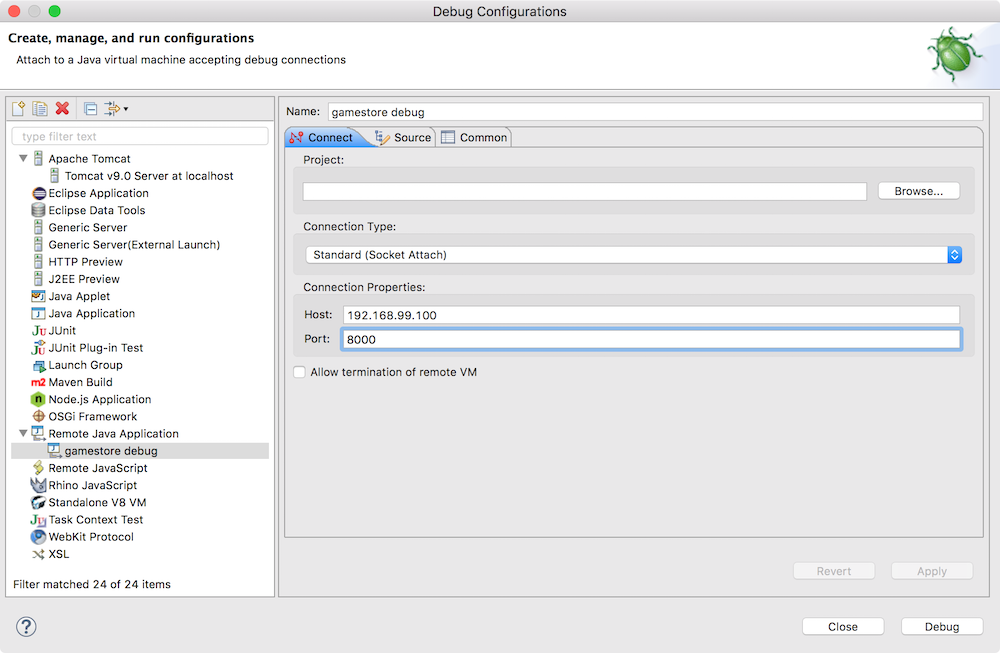 Debug Configurations
Create, manage, and run configurations
Attach to a Java virtual machine accepting debug connections
type filter text
Apache Tomcat
Tomcat v9.0 Server at localhost
Eclipse Application
Eclipse Data Tools
Generic Server
Generic Server(External Launch)
HTTP Preview
J2EE Preview
Java Applet
Java Application
Ju JUnit
JUnit Plug-in Test
Launch Group
m2 Maven Build
n Node.js Application
OSGi Framework
Remote Java Application
gamestore debug
Remote JavaScript
Rhino JavaScript
Standalone V8 VM
Ju Task Context Test
WebKit Protocol
XSL
Filter matched 24 of 24 items
Name: gamestore debug
Connect Source Common
Project:
Browse...
Connection Type:
Standard (Socket Attach)
Connection Properties:
Host: 192.168.99.100
Port: 8000
Allow termination of remote VM
Revert Apply
? Close Debug